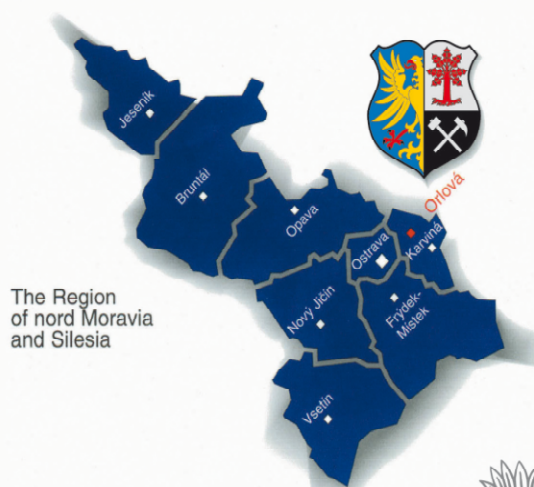 Jeseník
Bruntál
Opava
Orlová
Ostrava
Karviná
Nový Jičín
Frýdek-
Místek
Vsetín
The Region
of nord Moravia
and Silesia